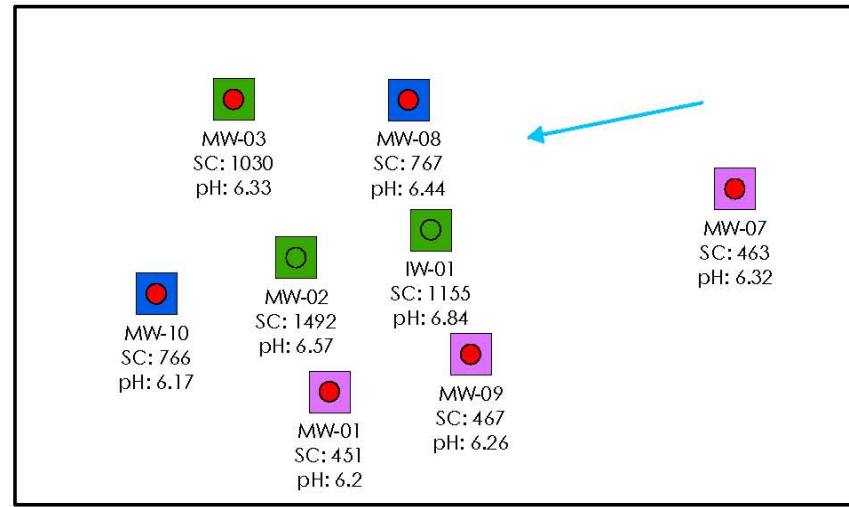 MW-03
SC: 1030
pH: 6.33
MW-08
SC: 767
pH: 6.44
MW-07
SC: 463
pH: 6.32
MW-02
SC: 1492
pH: 6.57
IW-01
SC: 1155
pH: 6.84
MW-10
SC: 766
pH: 6.17
MW-01
SC: 451
pH: 6.2
MW-09
SC: 467
pH: 6.26